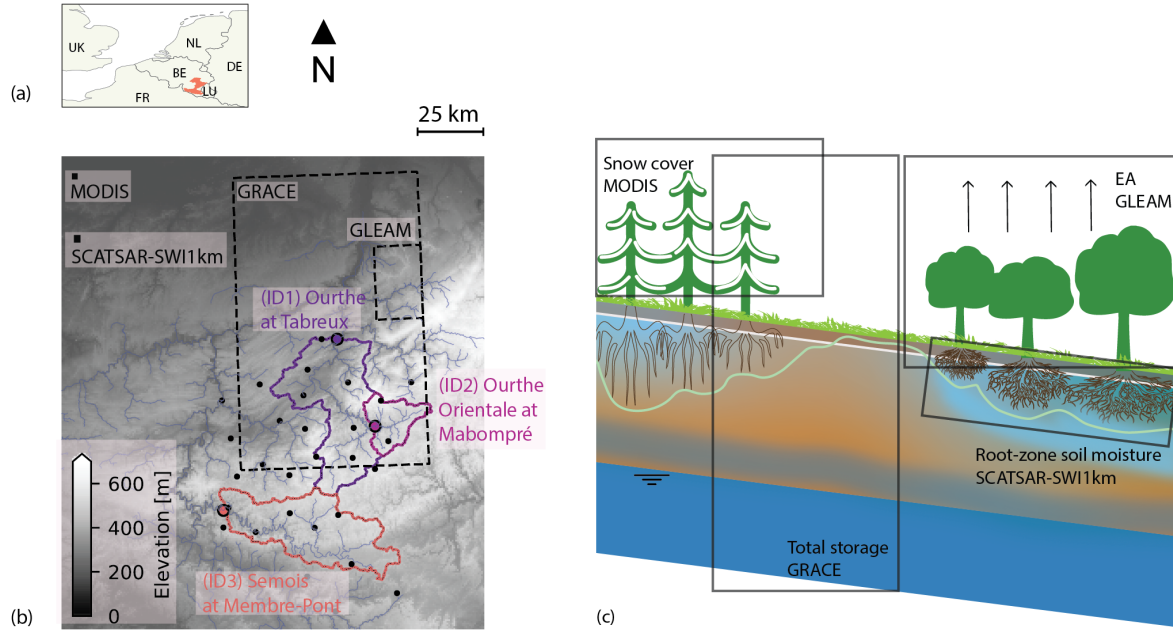 UK
NL
DE
BE
LU
FR
(a)
N
25 km
MODIS
GRACE
GLEAM
SCATSAR-SWI1km
(ID1) Ourthe
at Tabreux
(ID2) Ourthe
Orientale at
Mabompré
Elevation [m]
600
400
200
0
(ID3) Semois
at Membre-Pont
(b)
Snow cover
MODIS
EA
GLEAM
Root-zone soil moisture
SCATSAR-SWI1km
Total storage
GRACE
(c)